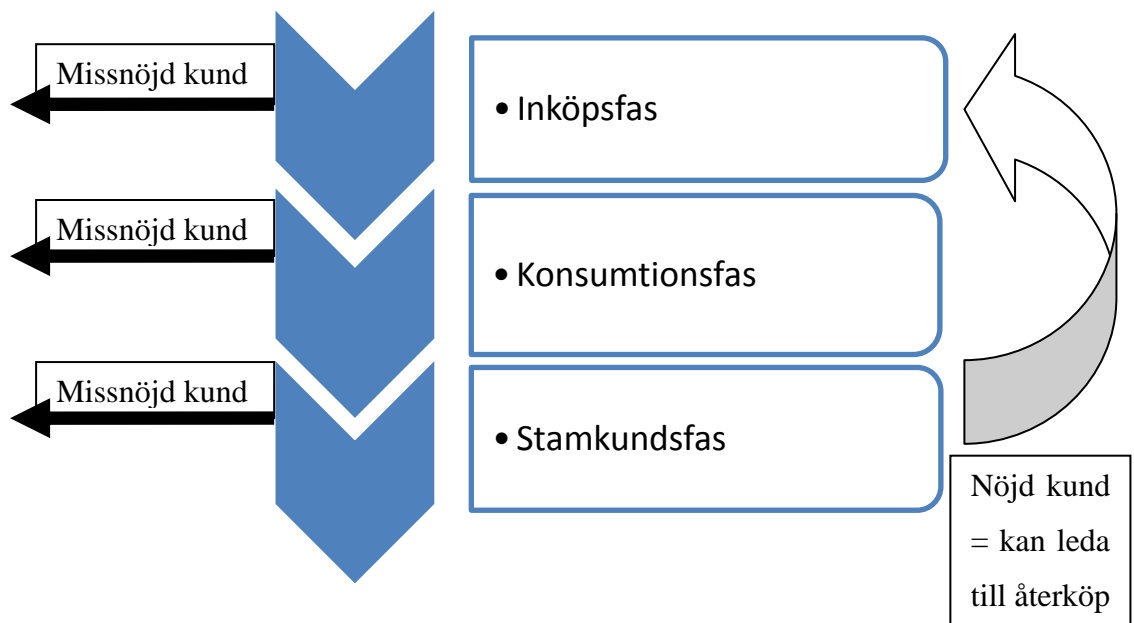 Missnöjd kund
• Inköpsfas
Missnöjd kund
• Konsumtionsfas
Missnöjd kund
• Stamkundsfas
Nöjd kund
= kan leda
till återköp